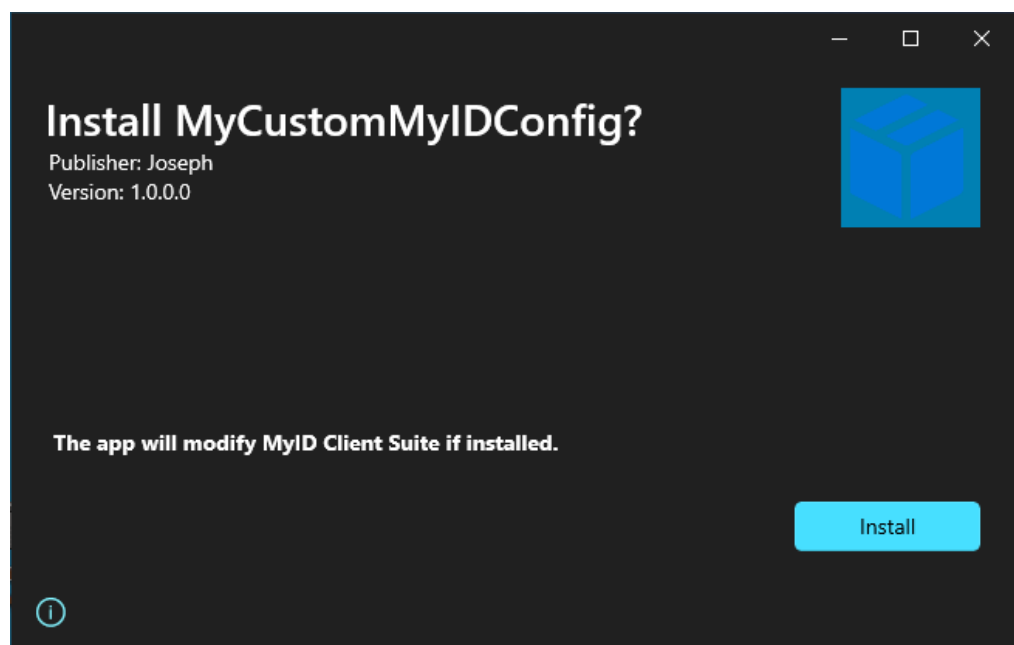 Install MyCustomMyIDConfig?
Publisher: Joseph
Version: 1.0.0.0
The app will modify MyID Client Suite if installed.
Install